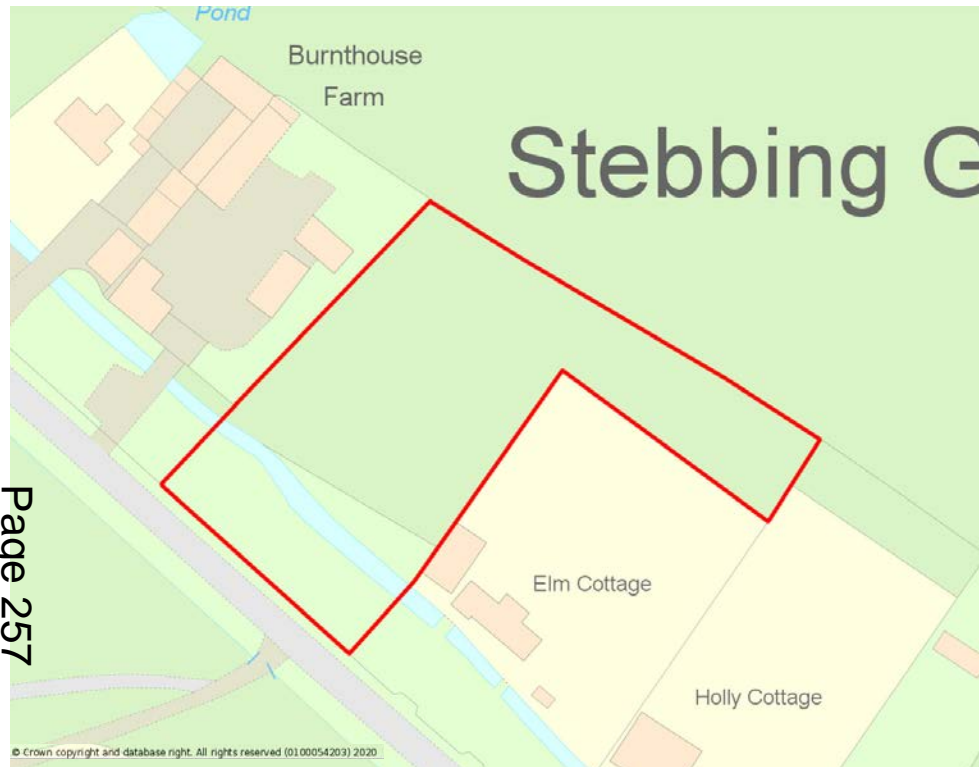 Pond
Burnthouse
Farm
Stebbing G
Elm Cottage
Holly Cottage
Page 257
© Crown copyright and database right. All rights reserved (0100054203) 2020